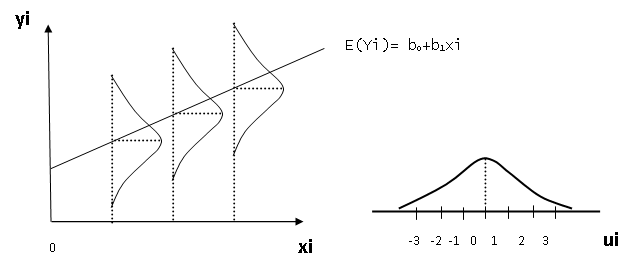 yi
E(Yi)= b₀+b₁xi
0
xi
-3 -2 -1 0 1 2 3
ui